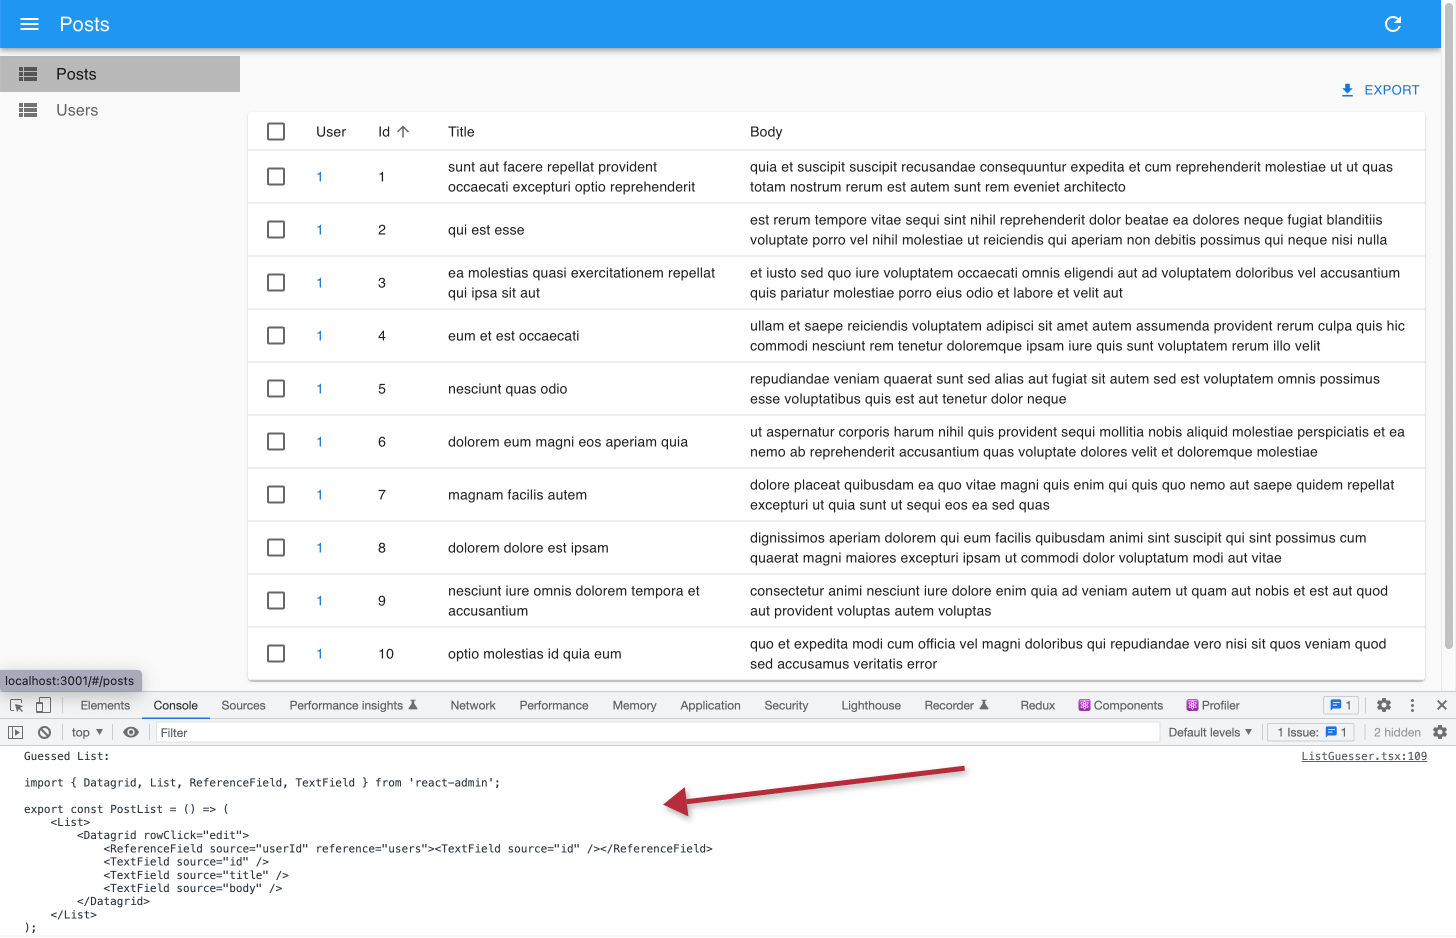 Posts
Posts
Users
EXPORT
User Id Title Body
1 1 sunt aut facere repellat provident occaecati excepturi optio reprehenderit quia et suscipit suscipit recusandae consequuntur expedita et cum reprehenderit molestiae ut ut quas
totam nostrum rerum est autem sunt rem eveniet architecto
1 2 qui est esse est rerum tempore vitae sequi sint nihil reprehenderit dolor beatae ea dolores neque fugiat blanditiis
voluptate porro vel nihil molestiae ut reiciendis qui aperiam non debitis possimus qui neque nisi nulla
1 3 ea molestias quasi exercitationem repellat qui ipsa sit aut et iusto sed quo iure voluptatem occaecati omnis eligendi aut ad voluptatem doloribus vel accusantium
quis pariatur molestiae porro eius odio et labore et velit aut
1 4 eum et est occaecati ullam et saepe reiciendis voluptatem adipisci sit amet autem assumenda provident rerum culpa quis hic
commodi nesciunt rem tenetur doloremque ipsam iure quis sunt voluptatem rerum illo velit
1 5 nesciunt quas odio repudiandae veniam quaerat sunt sed alias aut fugiat sit autem sed est voluptatem omnis possimus
esse voluptatibus quis est aut tenetur dolor neque
1 6 dolorem eum magni eos aperiam quia ut aspernatur corporis harum nihil quis provident sequi mollitia nobis aliquid molestiae perspiciatis et ea
nemo ab reprehenderit accusantium quas voluptate dolores velit et doloremque molestiae
1 7 magnam facilis autem dolore placeat quibusdam ea quo vitae magni quis enim qui quis quo nemo aut saepe quidem repellat
excepturi ut quia sunt ut sequi eos ea sed quas
1 8 dolorem dolore est ipsam dignissimos aperiam dolorem qui eum facilis quibusdam animi sint suscipit qui sint possimus cum
quaerat magni maiores excepturi ipsam ut commodi dolor voluptatum modi aut vitae
1 9 nesciunt iure omnis dolorem tempora et accusantium consectetur animi nesciunt iure dolore enim quia ad veniam autem ut quam aut nobis et est aut quod
aut provident voluptas autem voluptas
1 10 optio molestias id quia eum quo et expedita modi cum officia vel magni doloribus qui repudiandae vero nisi sit quos veniam quod
sed accusamus veritatis error
localhost:3001/#/posts
Elements Console Sources Performance insights Network Performance Memory Application Security Lighthouse Recorder Redux Components Profiler 1
top Filter Default levels 1 Issue: 1 2 hidden
Guessed List: ListGuesser.tsx:109
import { Datagrid, List, ReferenceField, TextField } from 'react-admin';
export const PostList = () => (
<List>
<Datagrid rowClick="edit">
<ReferenceField source="userId" reference="users"><TextField source="id" /></ReferenceField>
<TextField source="id" />
<TextField source="title" />
<TextField source="body" />
</Datagrid>
</List>
);